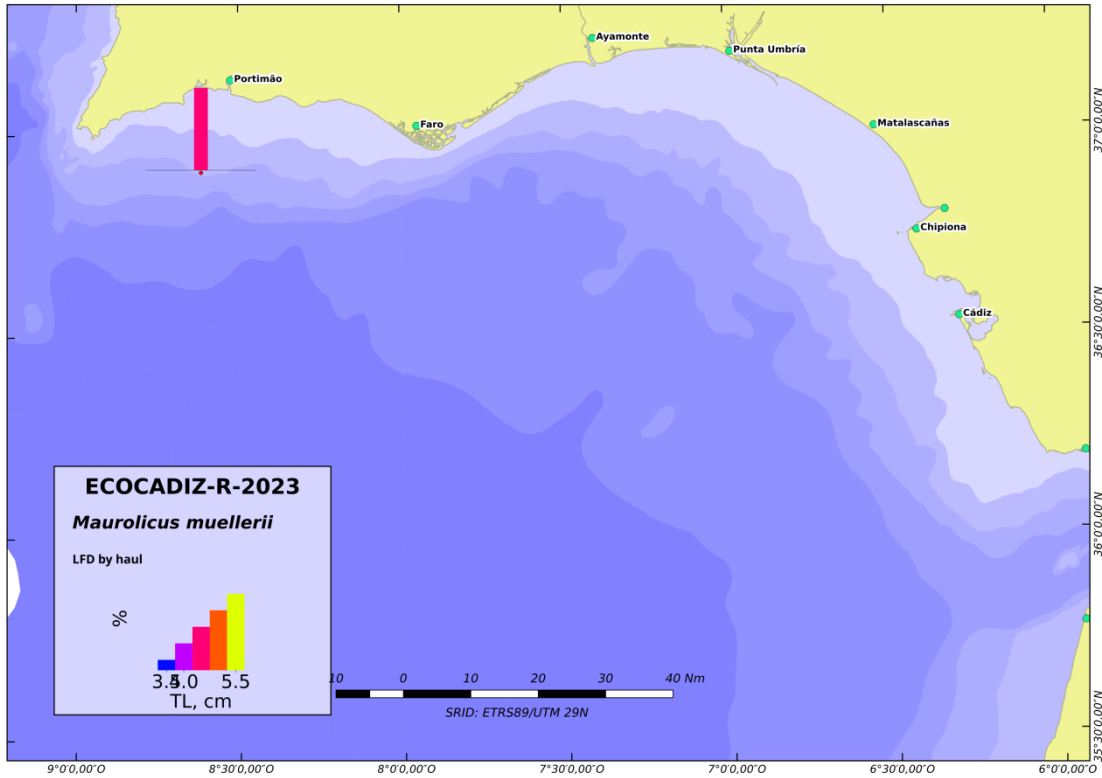 Ayamonte
Punta Umbría
Portimão
Faro
Matalascañas
Chipiona
Cádiz
37°0'0,00"N
36°30'0.00"N
36°0'0.00"N
35°30'0.00"N
ECOCADIZ-R-2023
Maurolicus muellerii
LFD by haul
%
3.5 4.0 5.5
TL, cm
10 0 10 20 30 40 Nm
SRID: ETRS89/UTM 29N
9°0'0,00"O 8°30'0,00"O 8°0'0,00"O 7°30'0,00"O 7°0'0,00"O 6°30'0,00"O 6°0'0,00"O